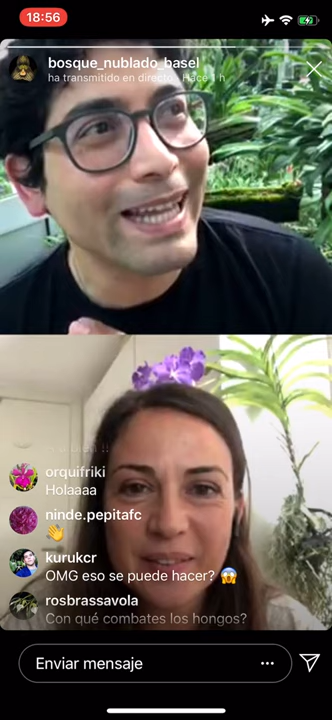 18:56
bosque_nublado_basel
ha transmitido en directo · Hace 1 h
orquifriki
Holaaaa
ninde.pepitafc
👋
kurukcr
OMG eso se puede hacer? 😱
rosbrassavola
Con qué combates los hongos?
Enviar mensaje